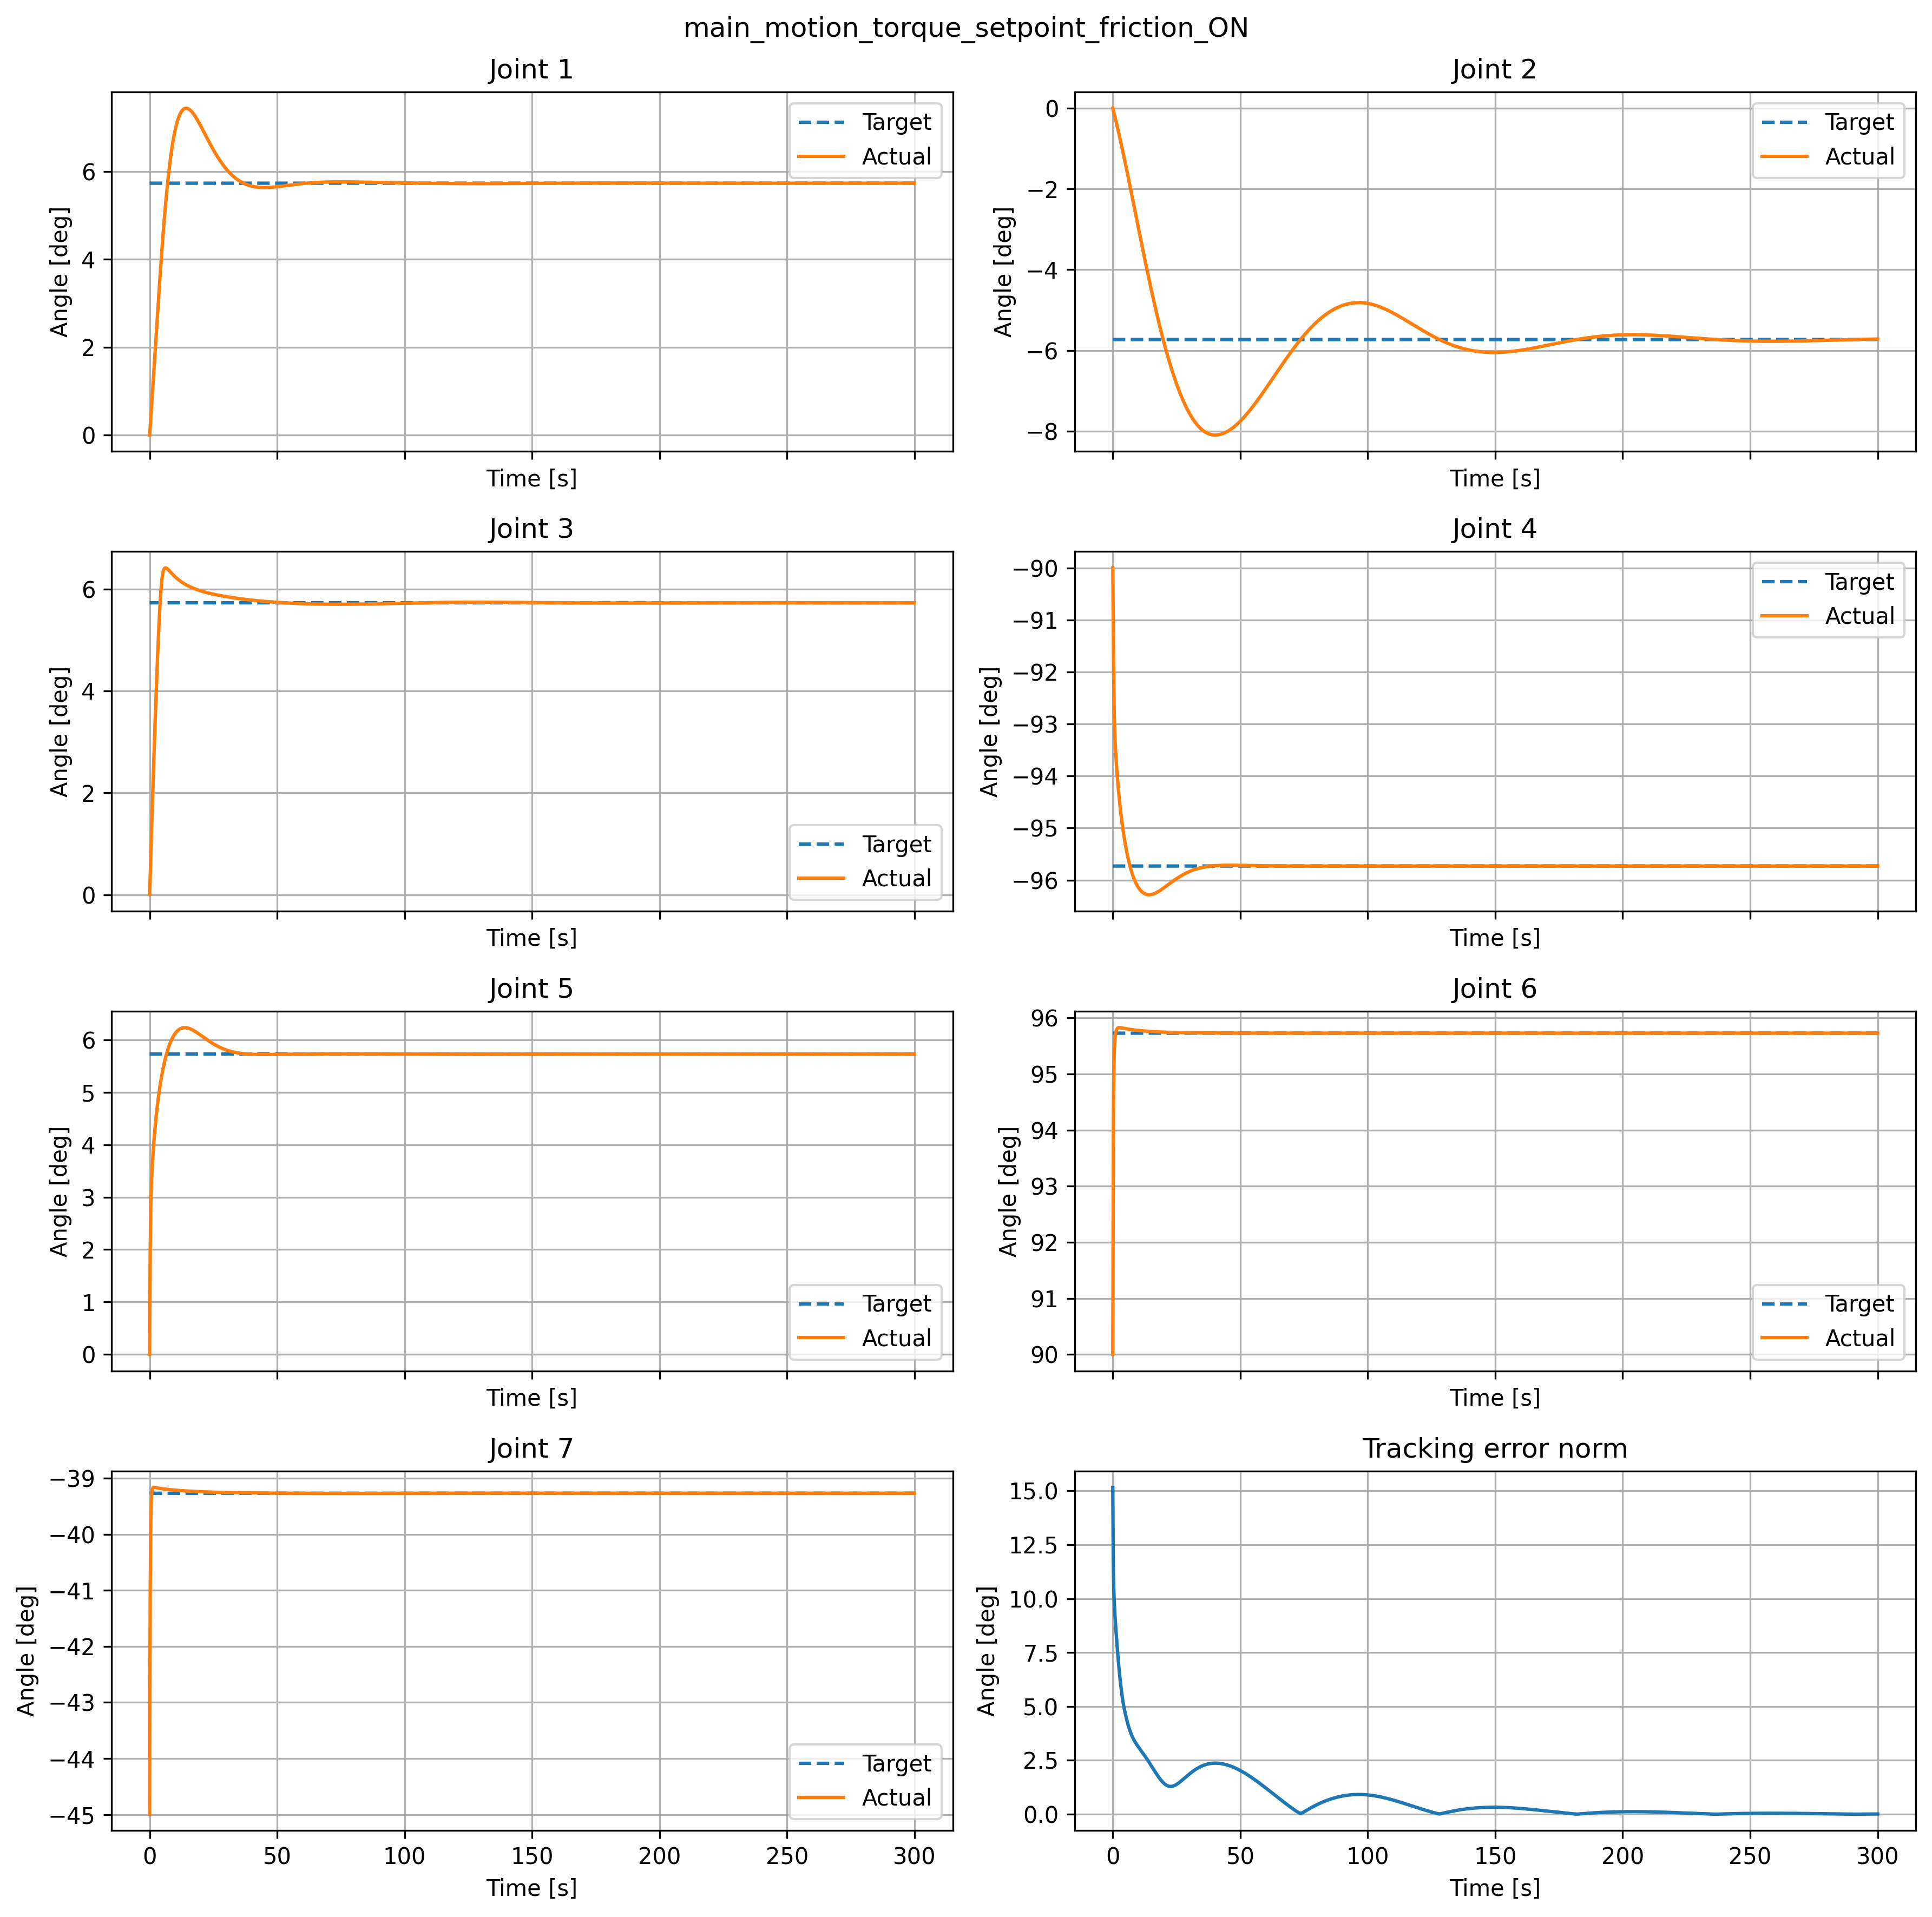 main_motion_torque_setpoint_friction_ON
Joint 1
Angle [deg]
6
4
2
0
Target
Actual
Time [s]
Joint 2
Angle [deg]
0
−2
−4
−6
−8
Target
Actual
Time [s]
Joint 3
Angle [deg]
6
4
2
0
Target
Actual
Time [s]
Joint 4
Angle [deg]
−90
−91
−92
−93
−94
−95
−96
Target
Actual
Time [s]
Joint 5
Angle [deg]
6
5
4
3
2
1
0
Target
Actual
Time [s]
Joint 6
Angle [deg]
96
95
94
93
92
91
90
Target
Actual
Time [s]
Joint 7
Angle [deg]
−39
−40
−41
−42
−43
−44
−45
Target
Actual
0 50 100 150 200 250 300
Time [s]
Tracking error norm
Angle [deg]
15.0
12.5
10.0
7.5
5.0
2.5
0.0
0 50 100 150 200 250 300
Time [s]